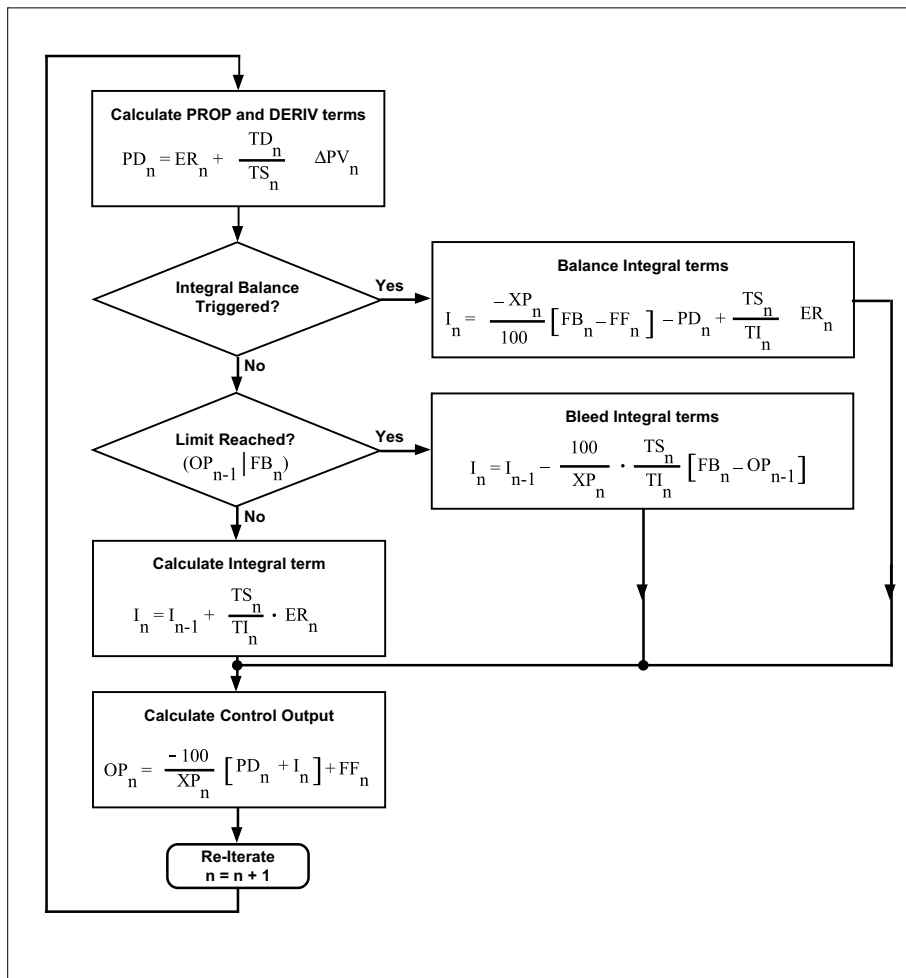 Calculate PROP and DERIV terms
PD_n = ER_n + TD_n / TS_n ΔPV_n
Integral Balance
Triggered?
Yes
Balance Integral terms
I_n = – XP_n / 100 [FB_n – FF_n] – PD_n + TS_n / TI_n ER_n
No
Limit Reached?
(OP_n-1 | FB_n)
Yes
Bleed Integral terms
I_n = I_n-1 – 100 / XP_n · TS_n / TI_n [FB_n – OP_n-1]
No
Calculate Integral term
I_n = I_n-1 + TS_n / TI_n · ER_n
Calculate Control Output
OP_n = – 100 / XP_n [PD_n + I_n] + FF_n
Re-Iterate
n = n + 1